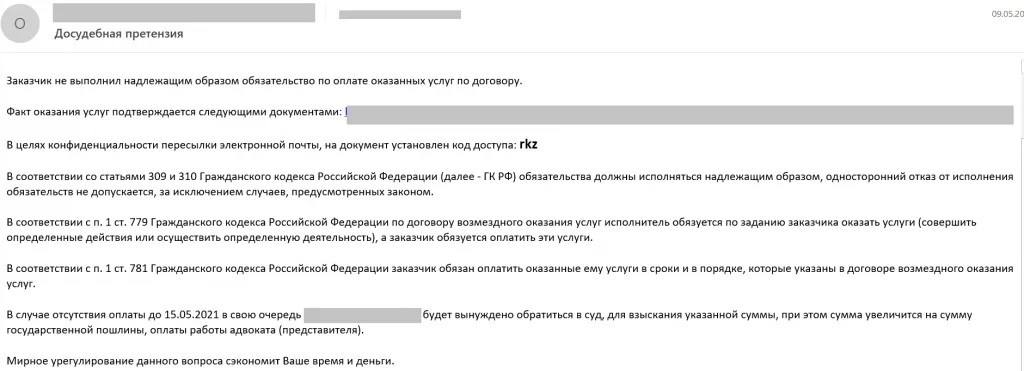 О
09.05.20
Досудебная претензия
Заказчик не выполнил надлежащим образом обязательство по оплате оказанных услуг по договору.
Факт оказания услуг подтверждается следующими документами:
В целях конфиденциальности пересылки электронной почты, на документ установлен код доступа: rkz
В соответствии со статьями 309 и 310 Гражданского кодекса Российской Федерации (далее - ГК РФ) обязательства должны исполняться надлежащим образом, односторонний отказ от исполнения
обязательств не допускается, за исключением случаев, предусмотренных законом.
В соответствии с п. 1 ст. 779 Гражданского кодекса Российской Федерации по договору возмездного оказания услуг исполнитель обязуется по заданию заказчика оказать услуги (совершить
определенные действия или осуществить определенную деятельность), а заказчик обязуется оплатить эти услуги.
В соответствии с п. 1 ст. 781 Гражданского кодекса Российской Федерации заказчик обязан оплатить оказанные ему услуги в сроки и в порядке, которые указаны в договоре возмездного оказания
услуг.
В случае отсутствия оплаты до 15.05.2021 в свою очередь будет вынуждено обратиться в суд, для взыскания указанной суммы, при этом сумма увеличится на сумму
государственной пошлины, оплаты работы адвоката (представителя).
Мирное урегулирование данного вопроса сэкономит Ваше время и деньги.